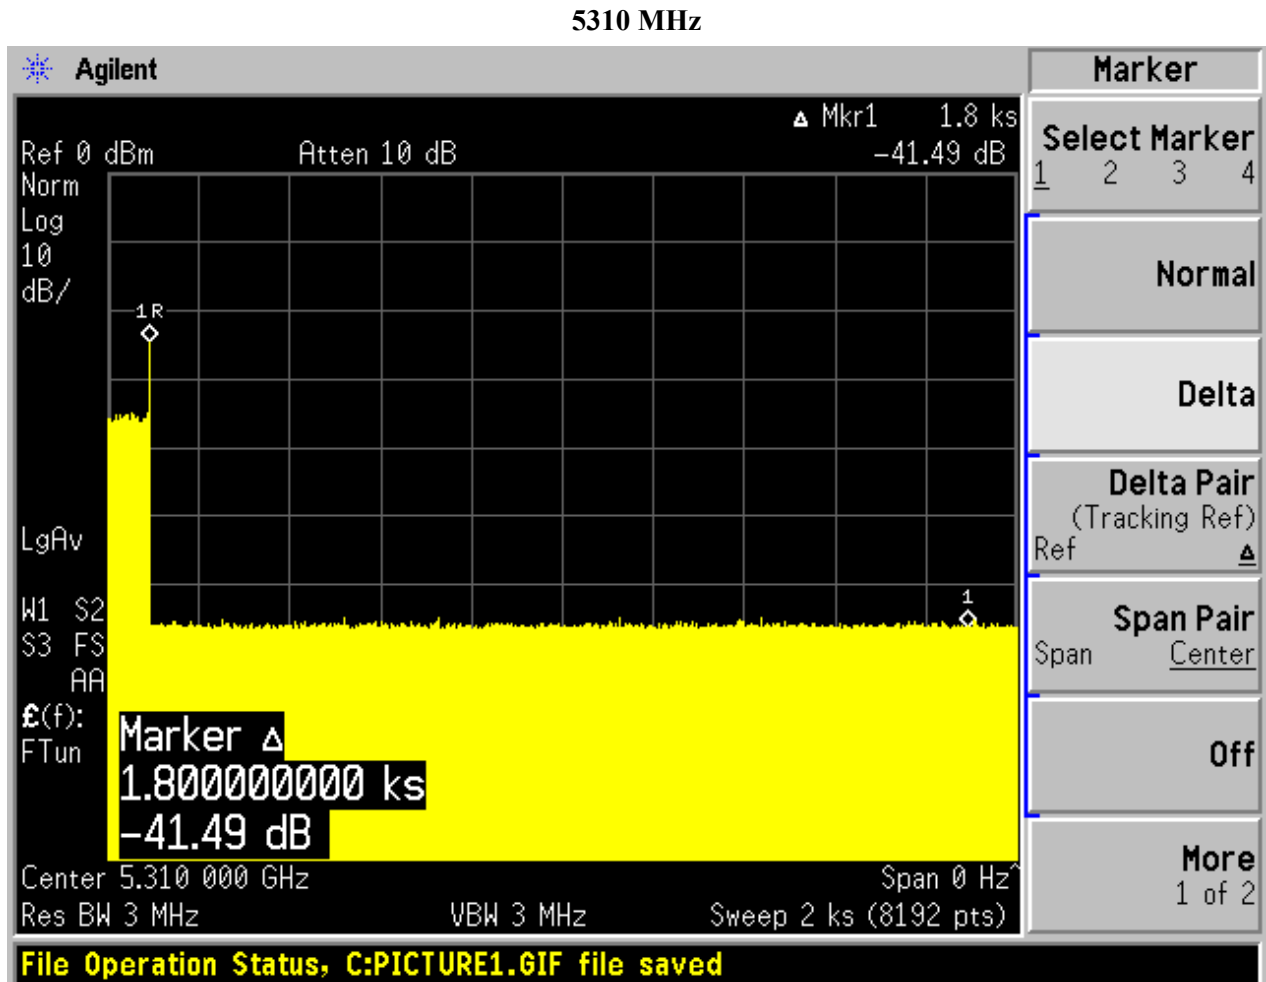 5310 MHz
Agilent
Marker
Δ Mkr1 1.8 ks
Ref 0 dBm Atten 10 dB -41.49 dB
Norm
Log
10
dB/
1R
LgAv
1
W1 S2
S3 FS
AA
£(f):
FTun
Marker Δ
1.800000000 ks
-41.49 dB
Center 5.310 000 GHz Span 0 Hz^
Res BW 3 MHz VBW 3 MHz Sweep 2 ks (8192 pts)
File Operation Status, C:PICTURE1.GIF file saved
Select Marker
1 2 3 4
Normal
Delta
Delta Pair
(Tracking Ref)
Ref Δ
Span Pair
Span Center
Off
More
1 of 2